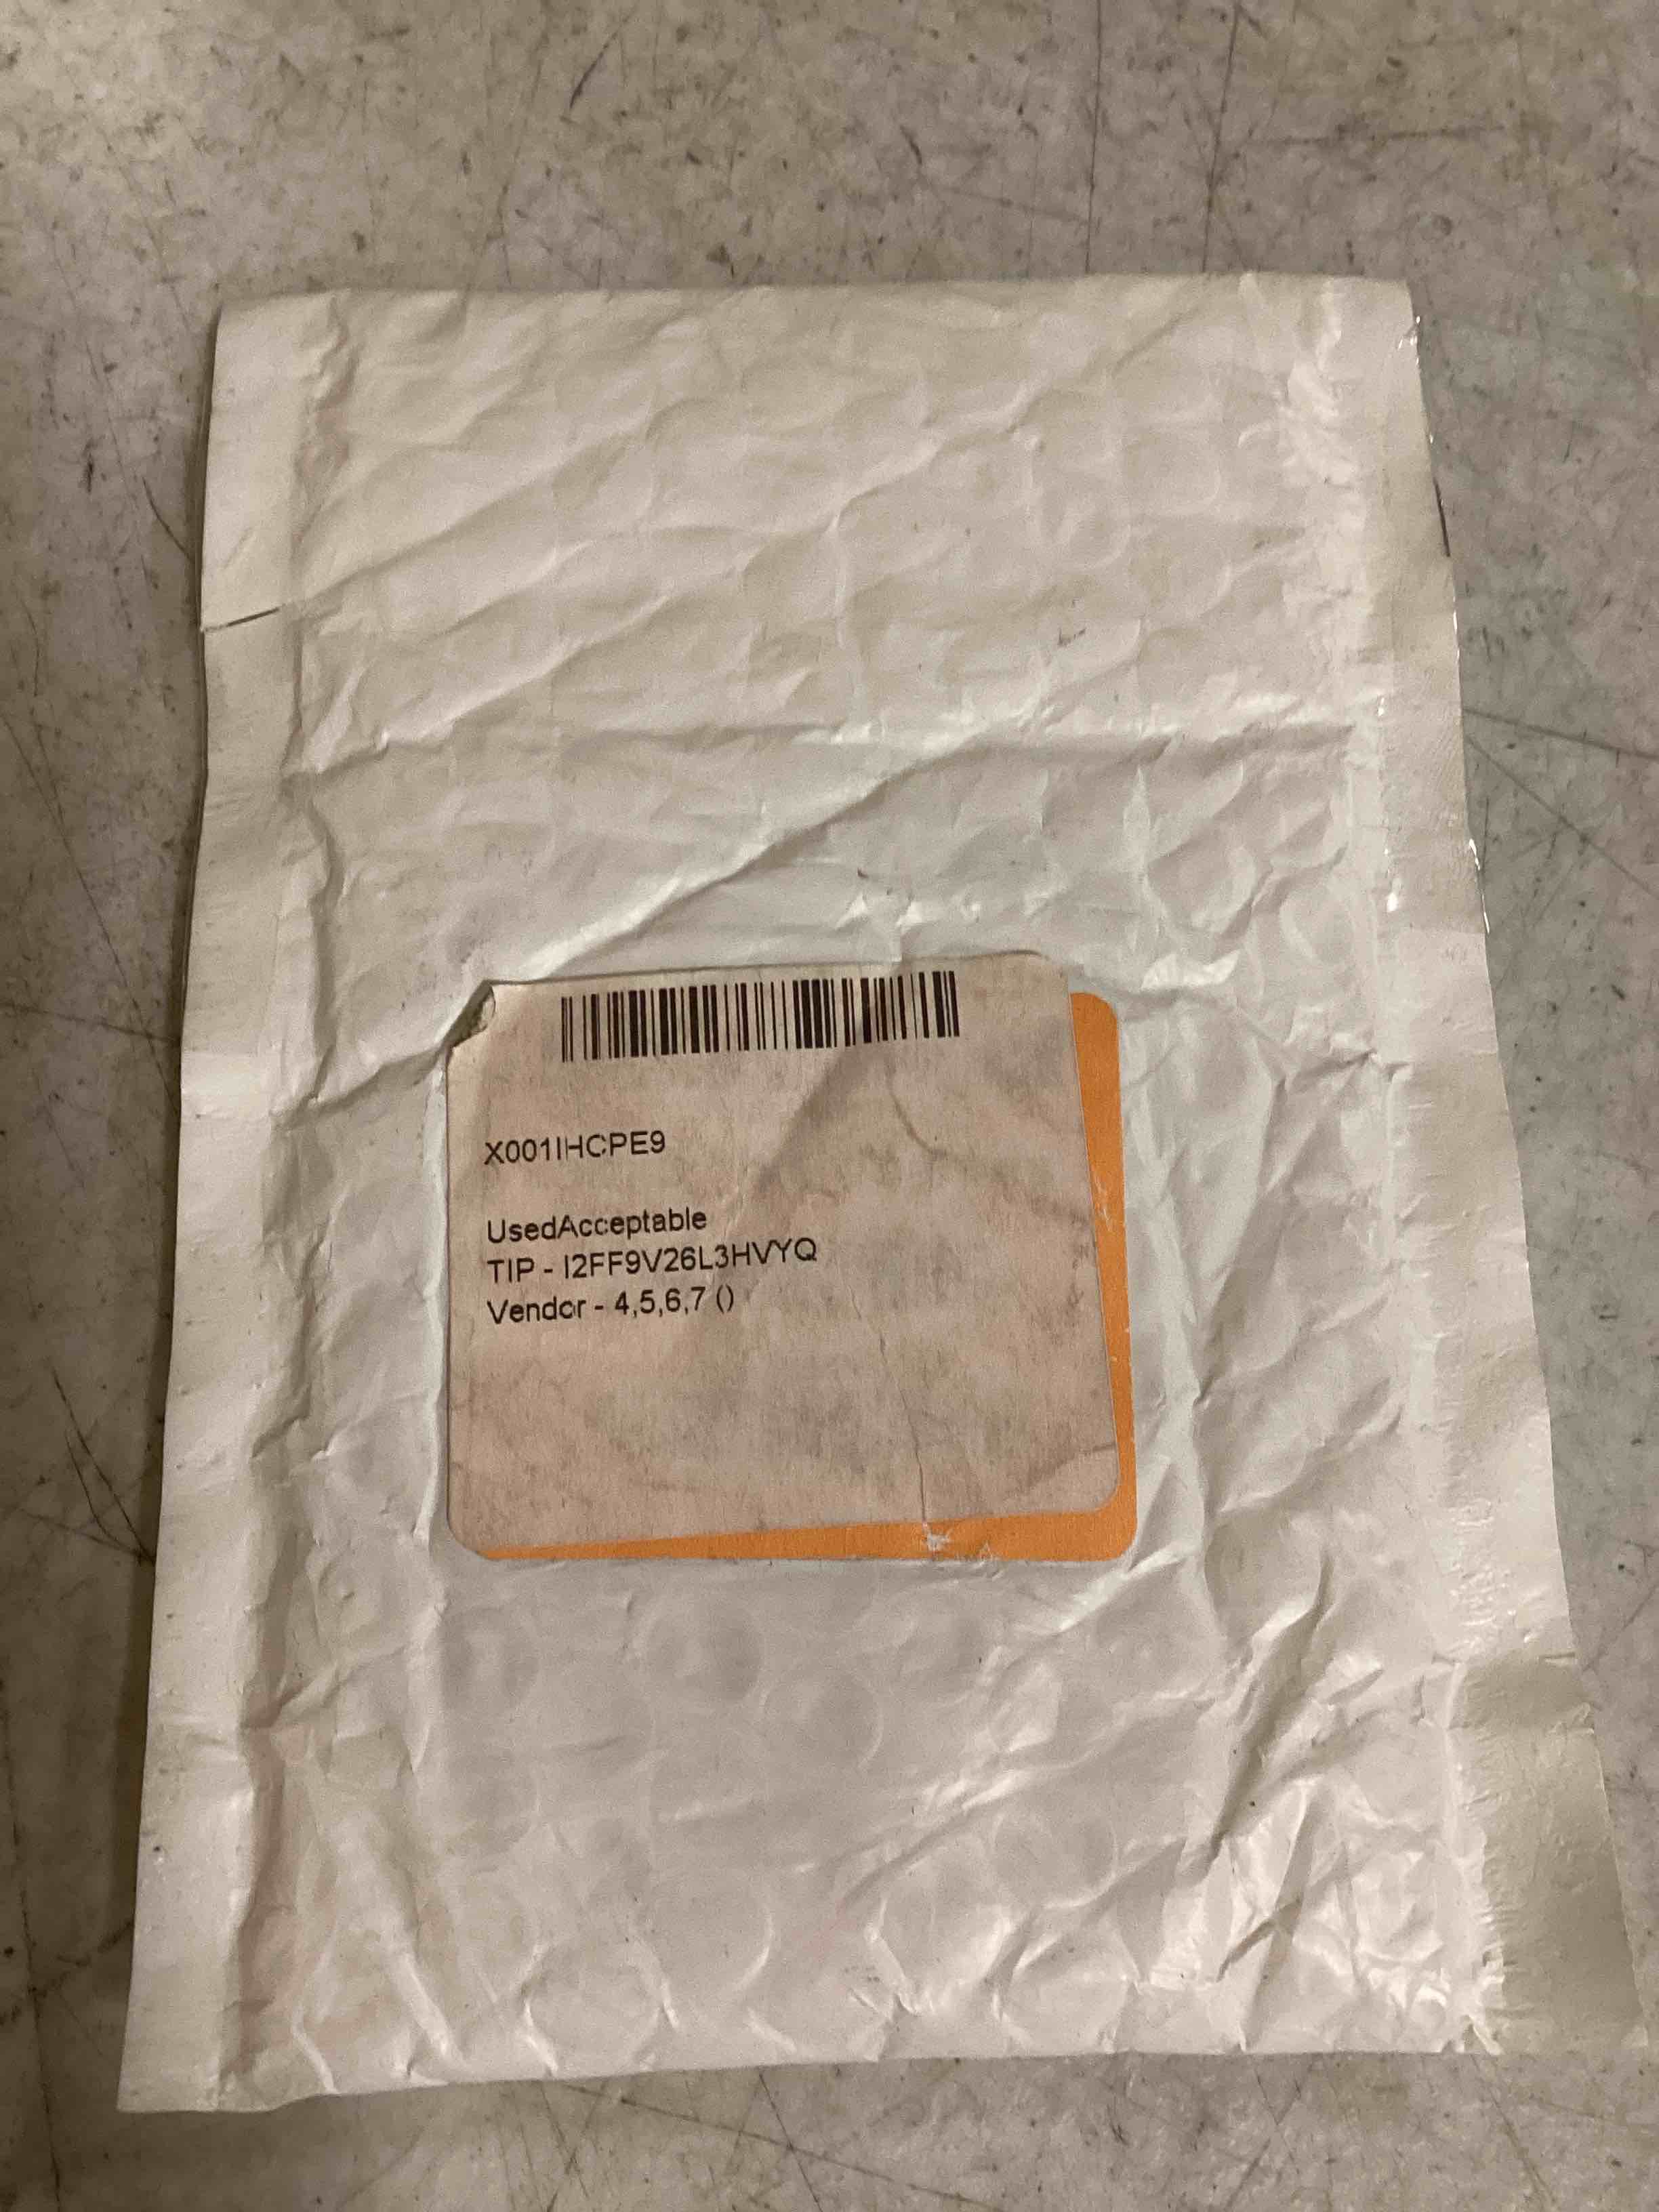 X001IHCPE9
UsedAcceptable
TIP - I2FF9V26L3HVYQ
Vendor - 4,5,6,7 ()